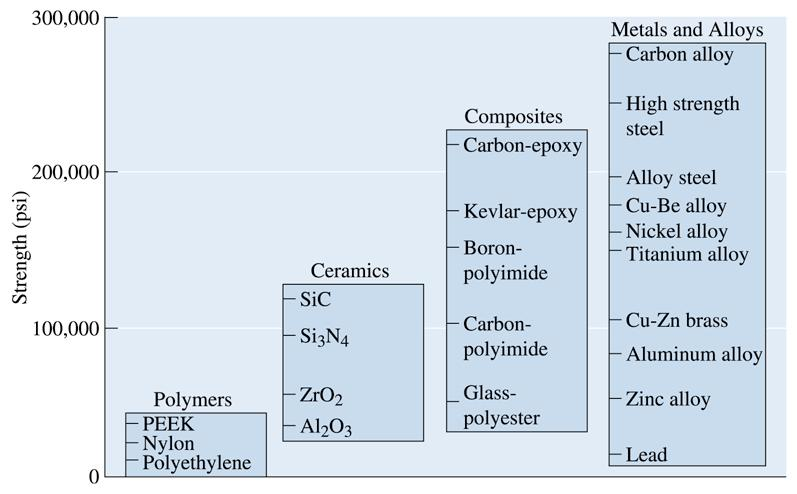 Strength (psi)
300,000
200,000
100,000
0
Polymers
PEEK
Nylon
Polyethylene
Ceramics
SiC
Si₃N₄
ZrO₂
Al₂O₃
Composites
Carbon-epoxy
Kevlar-epoxy
Boron-
polyimide
Carbon-
polyimide
Glass-
polyester
Metals and Alloys
Carbon alloy
High strength
steel
Alloy steel
Cu-Be alloy
Nickel alloy
Titanium alloy
Cu-Zn brass
Aluminum alloy
Zinc alloy
Lead